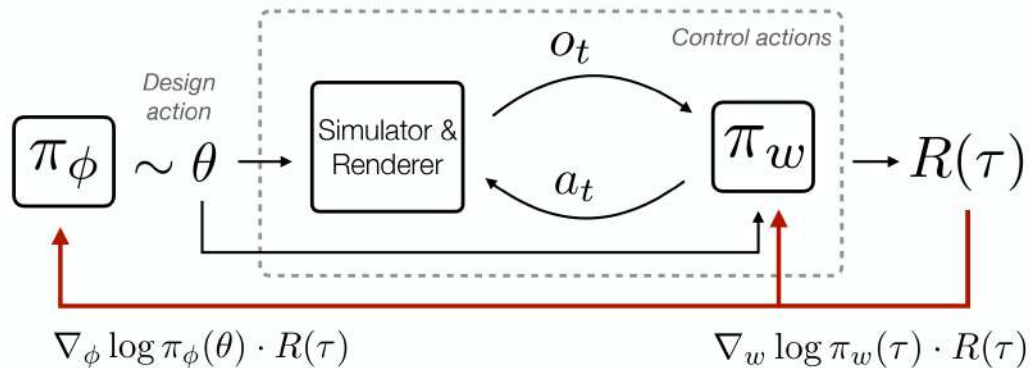 Design
action
Control actions
o_t
π_ϕ ∼ θ
Simulator &
Renderer
π_w
R(τ)
a_t
∇_ϕ log π_ϕ(θ) · R(τ)
∇_w log π_w(τ) · R(τ)